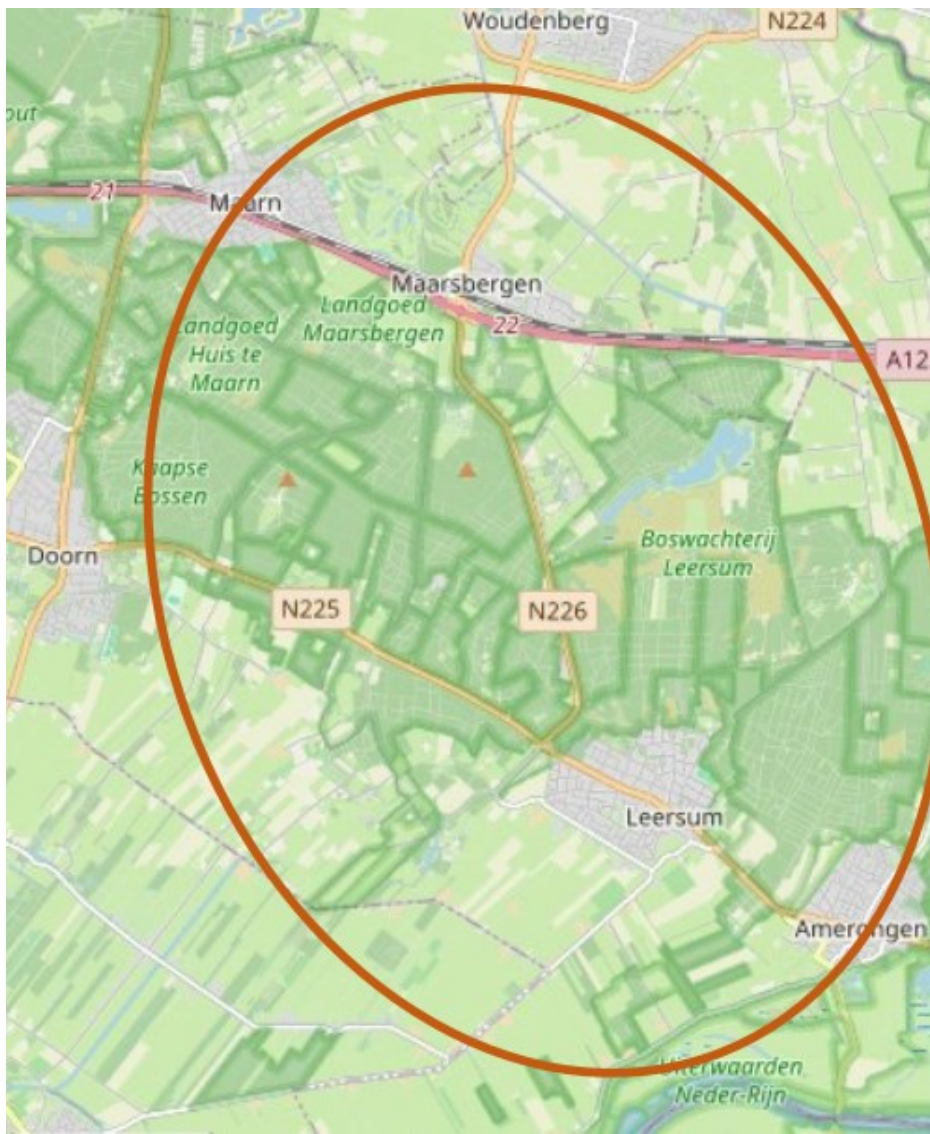 Woudenberg
N224
out
21
Maarn
Maarsbergen
Landgoed
Maarsbergen
22
Landgoed
Huis te
Maarn
A12
Kaapse
Bossen
Doorn
Boswachterij
Leersum
N225
N226
Leersum
Amerongen
Uiterwaarden
Neder-Rijn